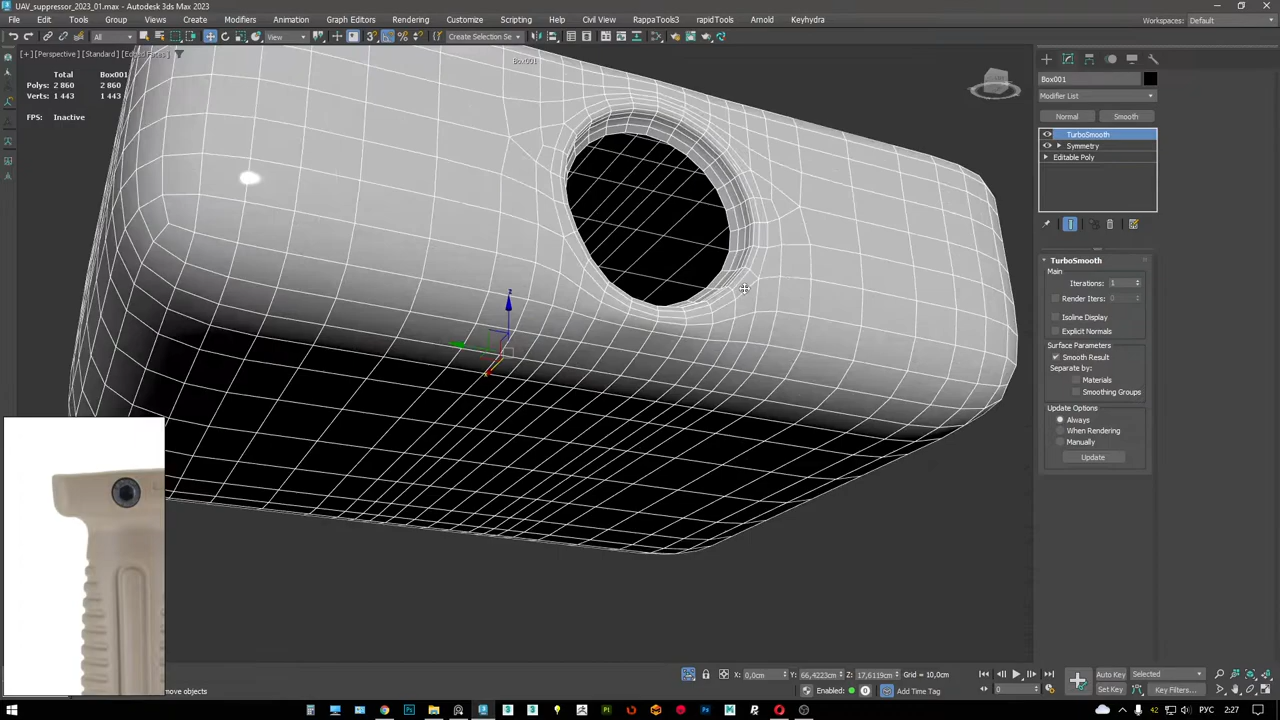 UAV_suppressor_2023_01.max - Autodesk 3ds Max 2023
File Edit Tools Group Views Create Modifiers Animation Graph Editors Rendering Customize Scripting Help Civil View RappaTools3 rapidTools Arnold Keyhydra
Workspaces: Default
All
View
Create Selection Se
[+] [Perspective] [Standard] [Edged Faces]
Box001
Total Box001
Polys: 2 860 2 860
Verts: 1 443 1 443
FPS: Inactive
z
Box001
Modifier List
Normal Smooth
TurboSmooth
Symmetry
Editable Poly
TurboSmooth
Main
Iterations: 1
Render Iters: 0
Isoline Display
Explicit Normals
Surface Parameters
Smooth Result
Separate by:
Materials
Smoothing Groups
Update Options
Always
When Rendering
Manually
Update
move objects
X: 0,0cm Y: 66,4223cm Z: 17,6119cm Grid = 10,0cm
Auto Key Selected
Enabled: Add Time Tag
0
Set Key Key Filters...
РУС 2:27